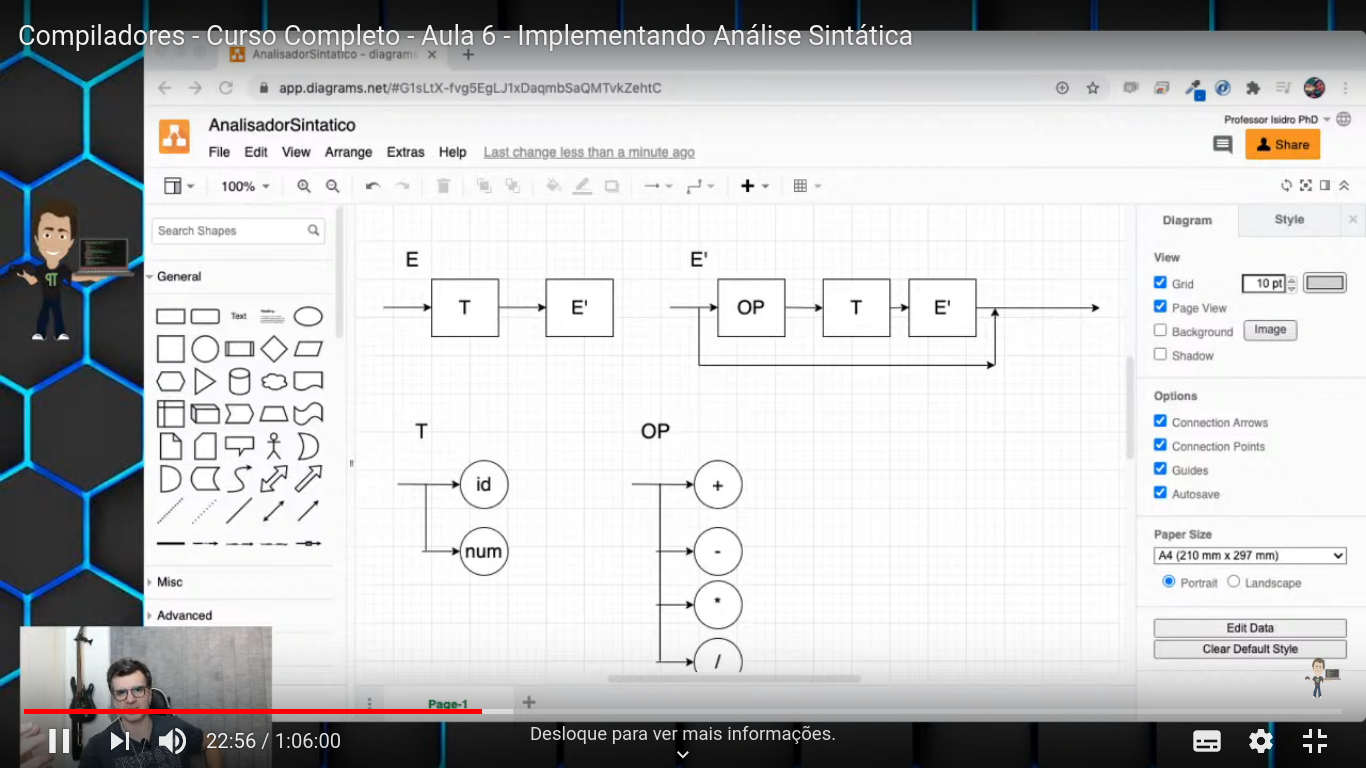 Compiladores - Curso Completo - Aula 6 - Implementando Análise Sintática
AnalisadorSintatico - diagrams
app.diagrams.net/#G1sLtX-fvg5EgLJ1xDaqmbSaQMTvkZehtC
AnalisadorSintatico
Professor Isidro PhD
File Edit View Arrange Extras Help Last change less than a minute ago
Share
100%
Search Shapes
General
Text
Heading
Misc
Advanced
E
T
E'
E'
OP
T
E'
T
id
num
OP
+
-
*
/
Page-1
Diagram
Style
View
Grid
10 pt
Page View
Background
Image
Shadow
Options
Connection Arrows
Connection Points
Guides
Autosave
Paper Size
A4 (210 mm x 297 mm)
Portrait
Landscape
Edit Data
Clear Default Style
22:56 / 1:06:00
Desloque para ver mais informações.